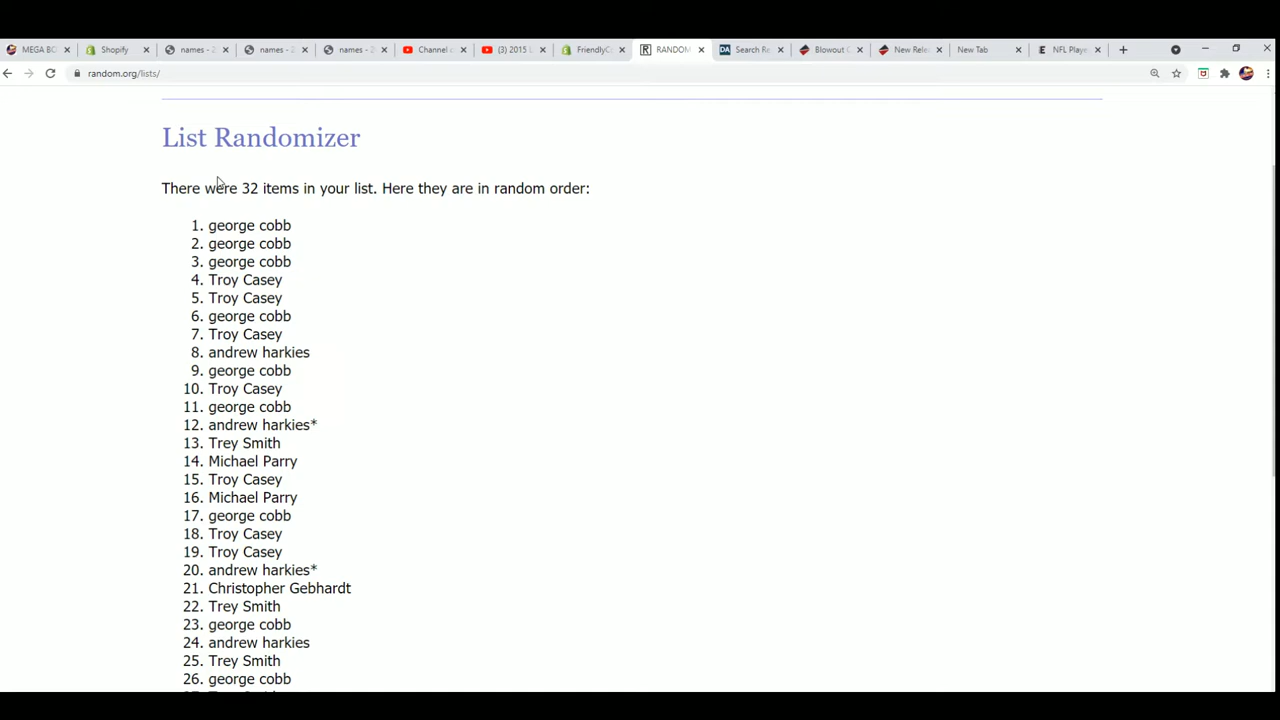 MEGA BO
Shopify
names - 2
names - 2
names - 2
Channel c
(3) 2015 L
FriendlyCo
RANDOM
Search Re
Blowout C
New Relea
New Tab
NFL Playe
random.org/lists/
List Randomizer
There were 32 items in your list. Here they are in random order:
1. george cobb
2. george cobb
3. george cobb
4. Troy Casey
5. Troy Casey
6. george cobb
7. Troy Casey
8. andrew harkies
9. george cobb
10. Troy Casey
11. george cobb
12. andrew harkies*
13. Trey Smith
14. Michael Parry
15. Troy Casey
16. Michael Parry
17. george cobb
18. Troy Casey
19. Troy Casey
20. andrew harkies*
21. Christopher Gebhardt
22. Trey Smith
23. george cobb
24. andrew harkies
25. Trey Smith
26. george cobb